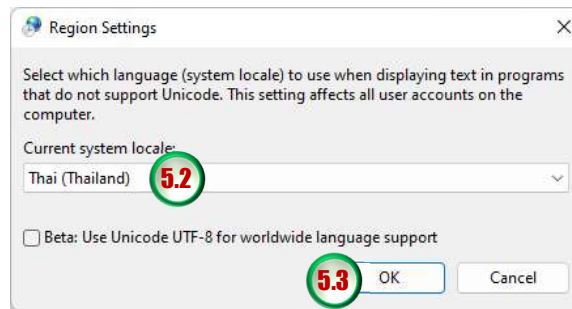 Region Settings
Select which language (system locale) to use when displaying text in programs
that do not support Unicode. This setting affects all user accounts on the
computer.
Current system locale:
Thai (Thailand) 5.2
Beta: Use Unicode UTF-8 for worldwide language support
5.3 OK Cancel